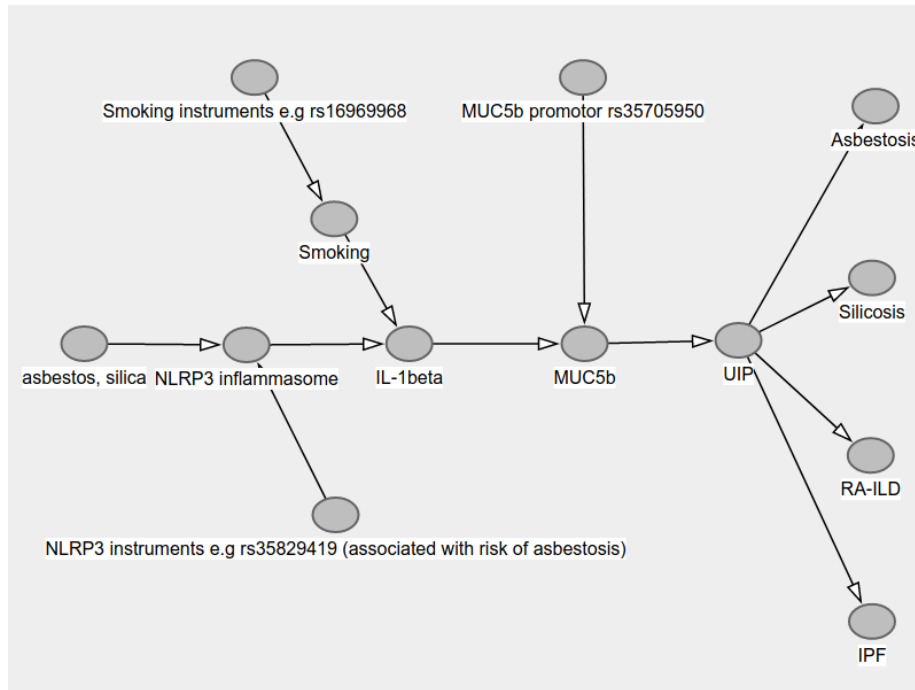 Smoking instruments e.g rs16969968
MUC5b promotor rs35705950
Asbestosis
Smoking
Silicosis
asbestos, silica
NLRP3 inflammasome
IL-1beta
MUC5b
UIP
RA-ILD
NLRP3 instruments e.g rs35829419 (associated with risk of asbestosis)
IPF